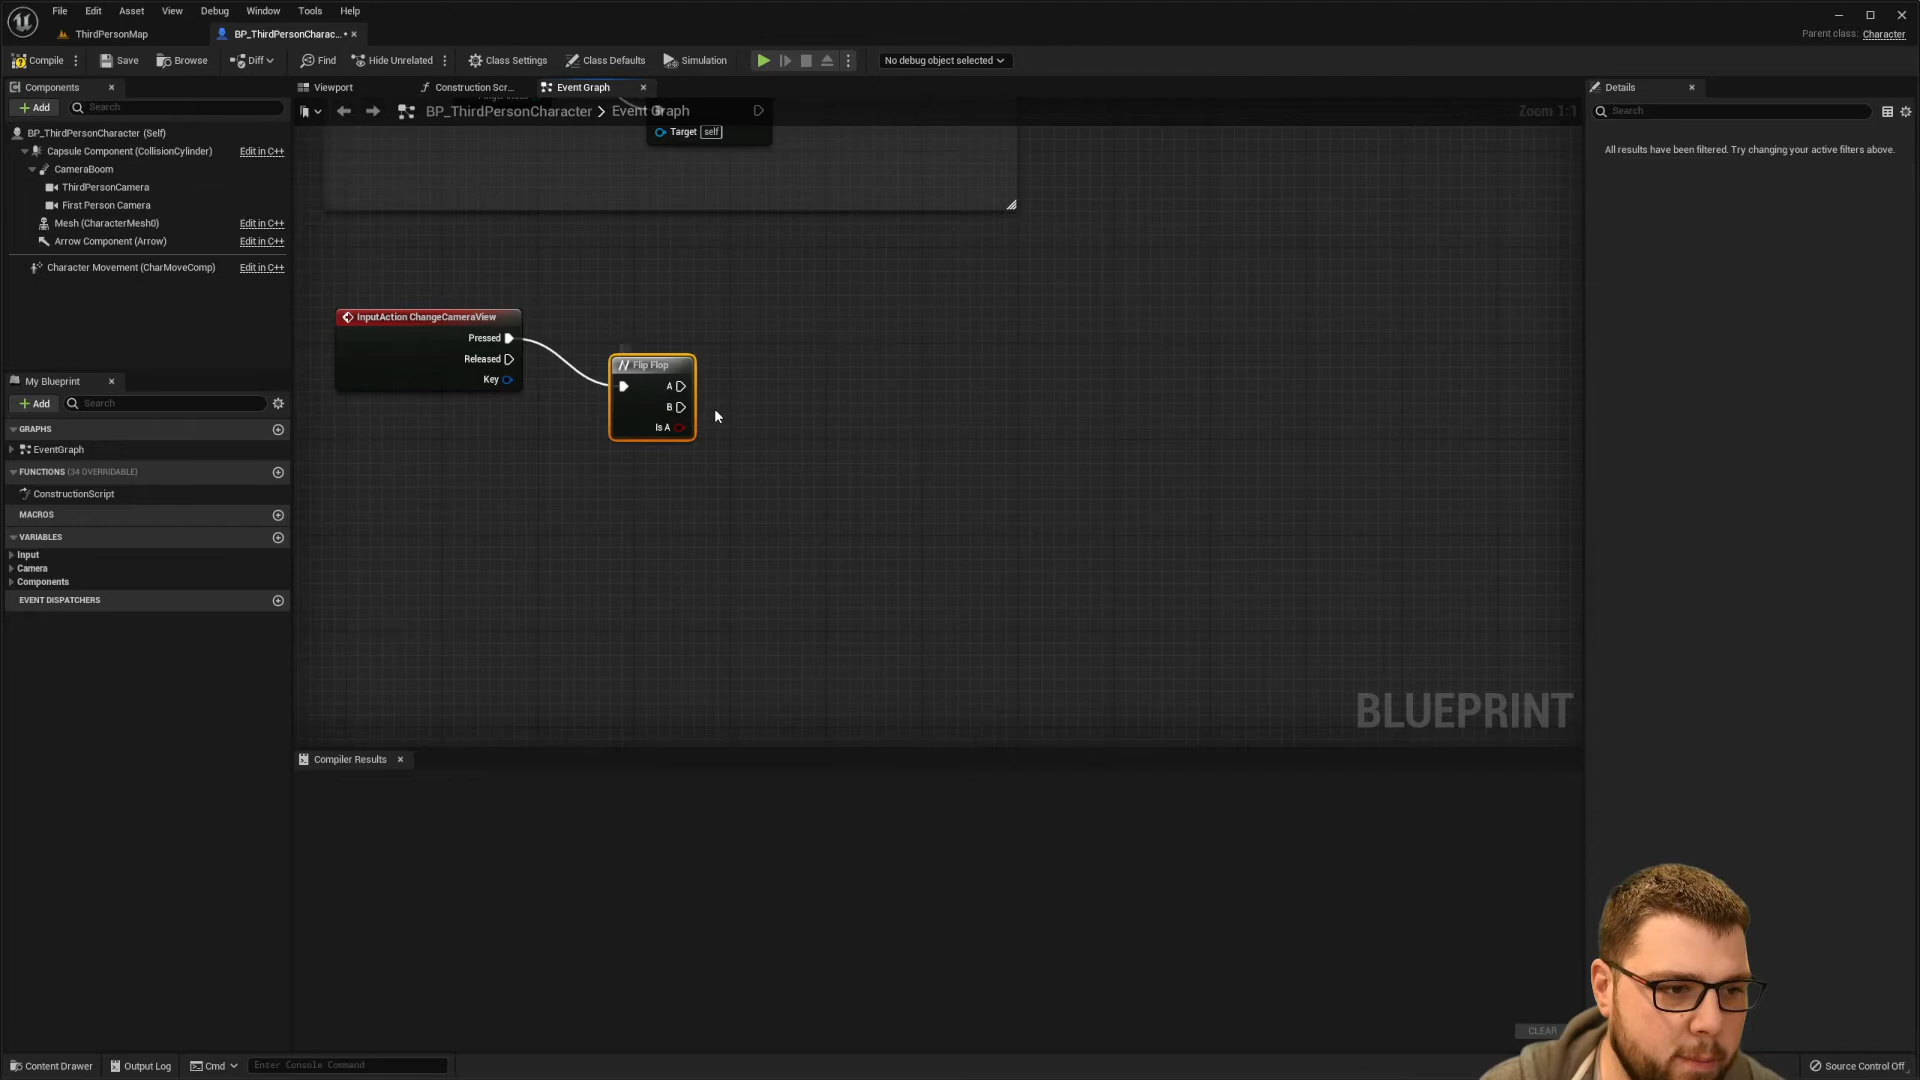 File Edit Asset View Debug Window Tools Help
ThirdPersonMap BP_ThirdPersonCharac...•
Parent class: Character
Compile Save Browse Diff Find Hide Unrelated Class Settings Class Defaults Simulation No debug object selected
Components
Viewport Construction Scr... Event Graph
Details
Add Search
BP_ThirdPersonCharacter > Event Graph
Zoom 1:1
Search
BP_ThirdPersonCharacter (Self)
Target self
All results have been filtered. Try changing your active filters above.
Capsule Component (CollisionCylinder) Edit in C++
CameraBoom
ThirdPersonCamera
First Person Camera
Mesh (CharacterMesh0) Edit in C++
Arrow Component (Arrow) Edit in C++
Character Movement (CharMoveComp) Edit in C++
InputAction ChangeCameraView
Pressed
Released
Key
Flip Flop
A
B
Is A
My Blueprint
Add Search
GRAPHS
EventGraph
FUNCTIONS (34 OVERRIDABLE)
ConstructionScript
MACROS
VARIABLES
Input
Camera
Components
EVENT DISPATCHERS
BLUEPRINT
Compiler Results
CLEAR
Content Drawer Output Log Cmd Enter Console Command
Source Control Off